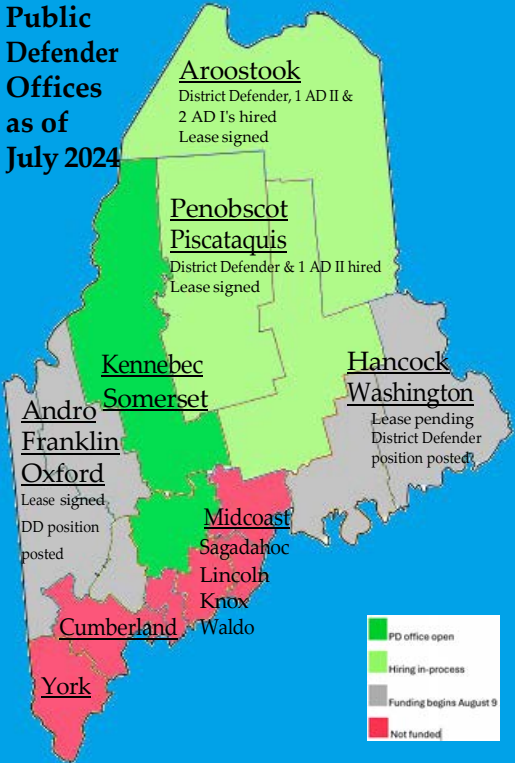 Public
Defender
Offices
as of
July 2024
Aroostook
District Defender, 1 AD II &
2 AD I's hired
Lease signed
Penobscot
Piscataquis
District Defender & 1 AD II hired
Lease signed
Kennebec
Somerset
Hancock
Washington
Lease pending
District Defender
position posted
Andro
Franklin
Oxford
Lease signed
DD position
posted
Midcoast
Sagadahoc
Lincoln
Knox
Waldo
Cumberland
York
PD office open
Hiring in-process
Funding begins August 9
Not funded